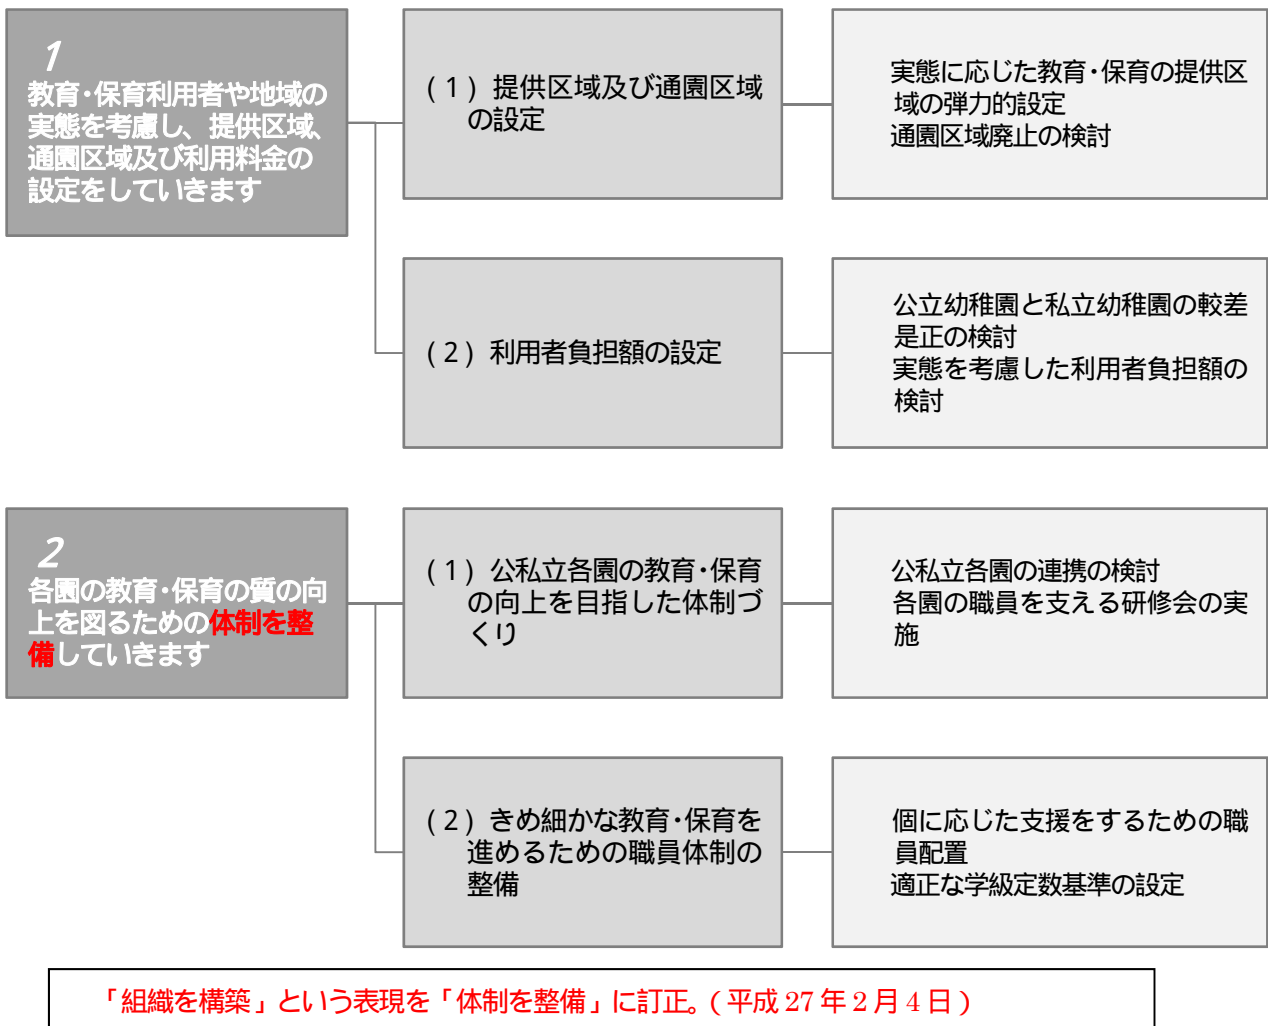 1
教育・保育利用者や地域の
実態を考慮し、提供区域、
通園区域及び利用料金の
設定をしていきます
(1) 提供区域及び通園区域
の設定
実態に応じた教育・保育の提供区
域の弾力的設定
通園区域廃止の検討
(2) 利用者負担額の設定
公立幼稚園と私立幼稚園の較差
是正の検討
実態を考慮した利用者負担額の
検討
2
各園の教育・保育の質の向
上を図るための体制を整
備していきます
(1) 公私立各園の教育・保育
の向上を目指した体制づ
くり
公私立各園の連携の検討
各園の職員を支える研修会の実
施
(2) きめ細かな教育・保育を
進めるための職員体制の
整備
個に応じた支援をするための職
員配置
適正な学級定数基準の設定
「組織を構築」という表現を「体制を整備」に訂正。(平成 27 年 2 月 4 日)